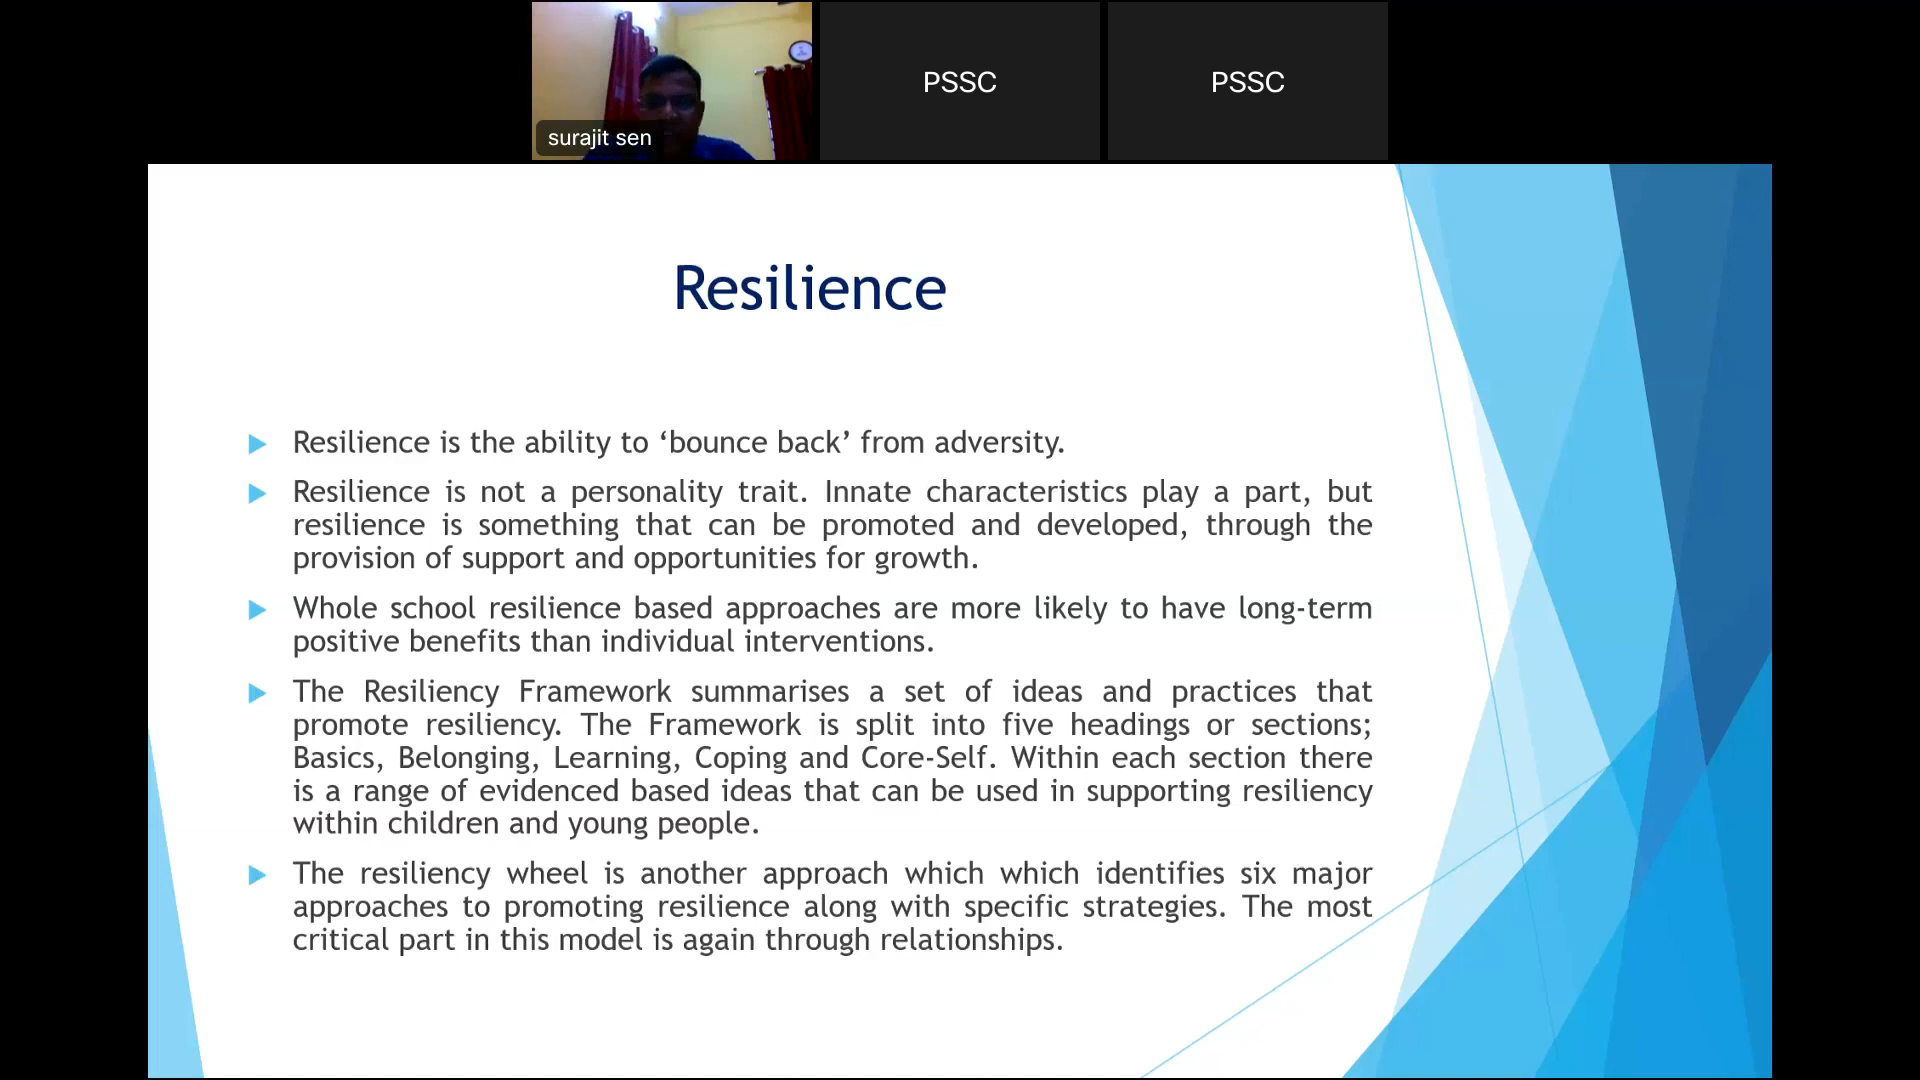 surajit sen
PSSC
PSSC
Resilience
Resilience is the ability to ‘bounce back’ from adversity.
Resilience is not a personality trait. Innate characteristics play a part, but
resilience is something that can be promoted and developed, through the
provision of support and opportunities for growth.
Whole school resilience based approaches are more likely to have long-term
positive benefits than individual interventions.
The Resiliency Framework summarises a set of ideas and practices that
promote resiliency. The Framework is split into five headings or sections;
Basics, Belonging, Learning, Coping and Core-Self. Within each section there
is a range of evidenced based ideas that can be used in supporting resiliency
within children and young people.
The resiliency wheel is another approach which which identifies six major
approaches to promoting resilience along with specific strategies. The most
critical part in this model is again through relationships.